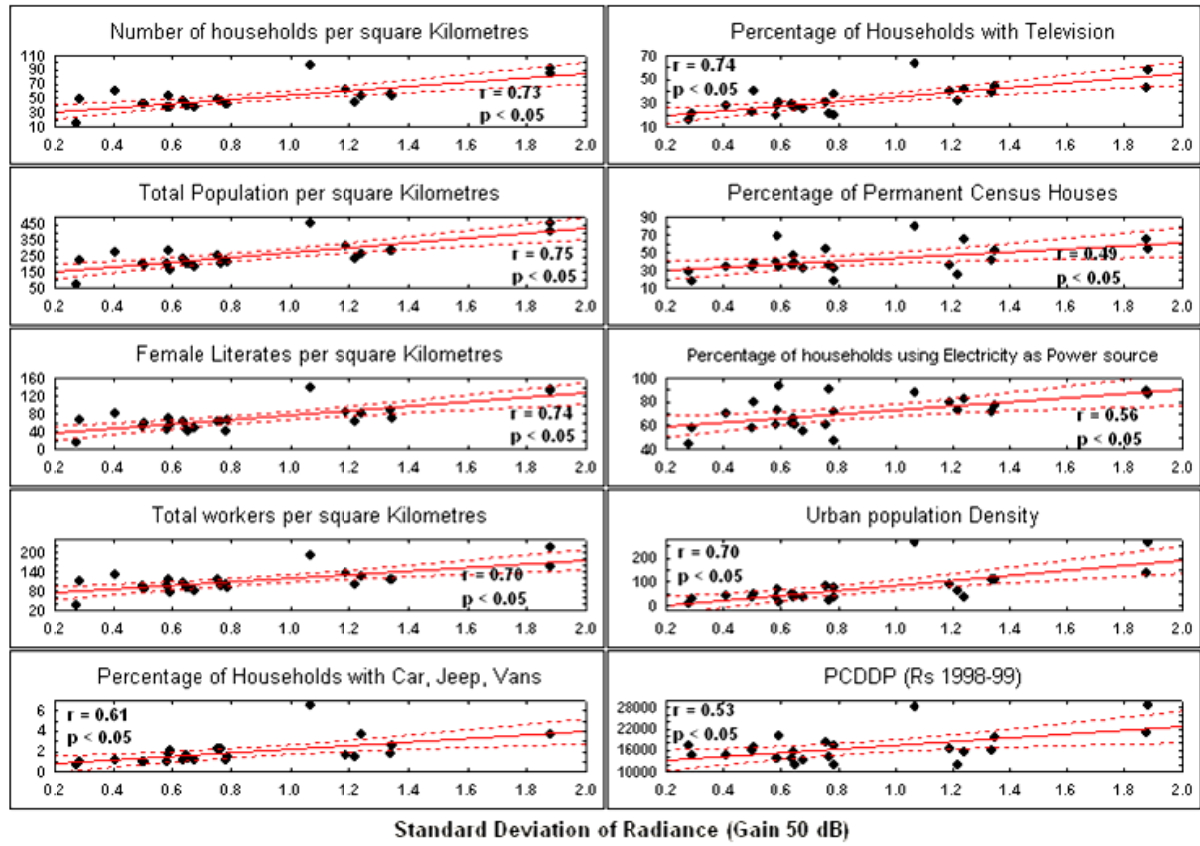 Number of households per square Kilometres
110
90
70
50
30
10
r = 0.73
p < 0.05
0.2 0.4 0.6 0.8 1.0 1.2 1.4 1.6 1.8 2.0
Percentage of Households with Television
70
50
30
10
r = 0.74
p < 0.05
0.2 0.4 0.6 0.8 1.0 1.2 1.4 1.6 1.8 2.0
Total Population per square Kilometres
450
350
250
150
50
r = 0.75
p < 0.05
0.2 0.4 0.6 0.8 1.0 1.2 1.4 1.6 1.8 2.0
Percentage of Permanent Census Houses
90
70
50
30
10
r = 0.49
p < 0.05
0.2 0.4 0.6 0.8 1.0 1.2 1.4 1.6 1.8 2.0
Female Literates per square Kilometres
160
120
80
40
0
r = 0.74
p < 0.05
0.2 0.4 0.6 0.8 1.0 1.2 1.4 1.6 1.8 2.0
Percentage of households using Electricity as Power source
100
80
60
40
r = 0.56
p < 0.05
0.2 0.4 0.6 0.8 1.0 1.2 1.4 1.6 1.8 2.0
Total workers per square Kilometres
200
140
80
20
r = 0.70
p < 0.05
0.2 0.4 0.6 0.8 1.0 1.2 1.4 1.6 1.8 2.0
Urban population Density
200
100
0
r = 0.70
p < 0.05
0.2 0.4 0.6 0.8 1.0 1.2 1.4 1.6 1.8 2.0
Percentage of Households with Car, Jeep, Vans
6
4
2
0
r = 0.61
p < 0.05
0.2 0.4 0.6 0.8 1.0 1.2 1.4 1.6 1.8 2.0
PCDDP (Rs 1998-99)
28000
22000
16000
10000
r = 0.53
p < 0.05
0.2 0.4 0.6 0.8 1.0 1.2 1.4 1.6 1.8 2.0
Standard Deviation of Radiance (Gain 50 dB)